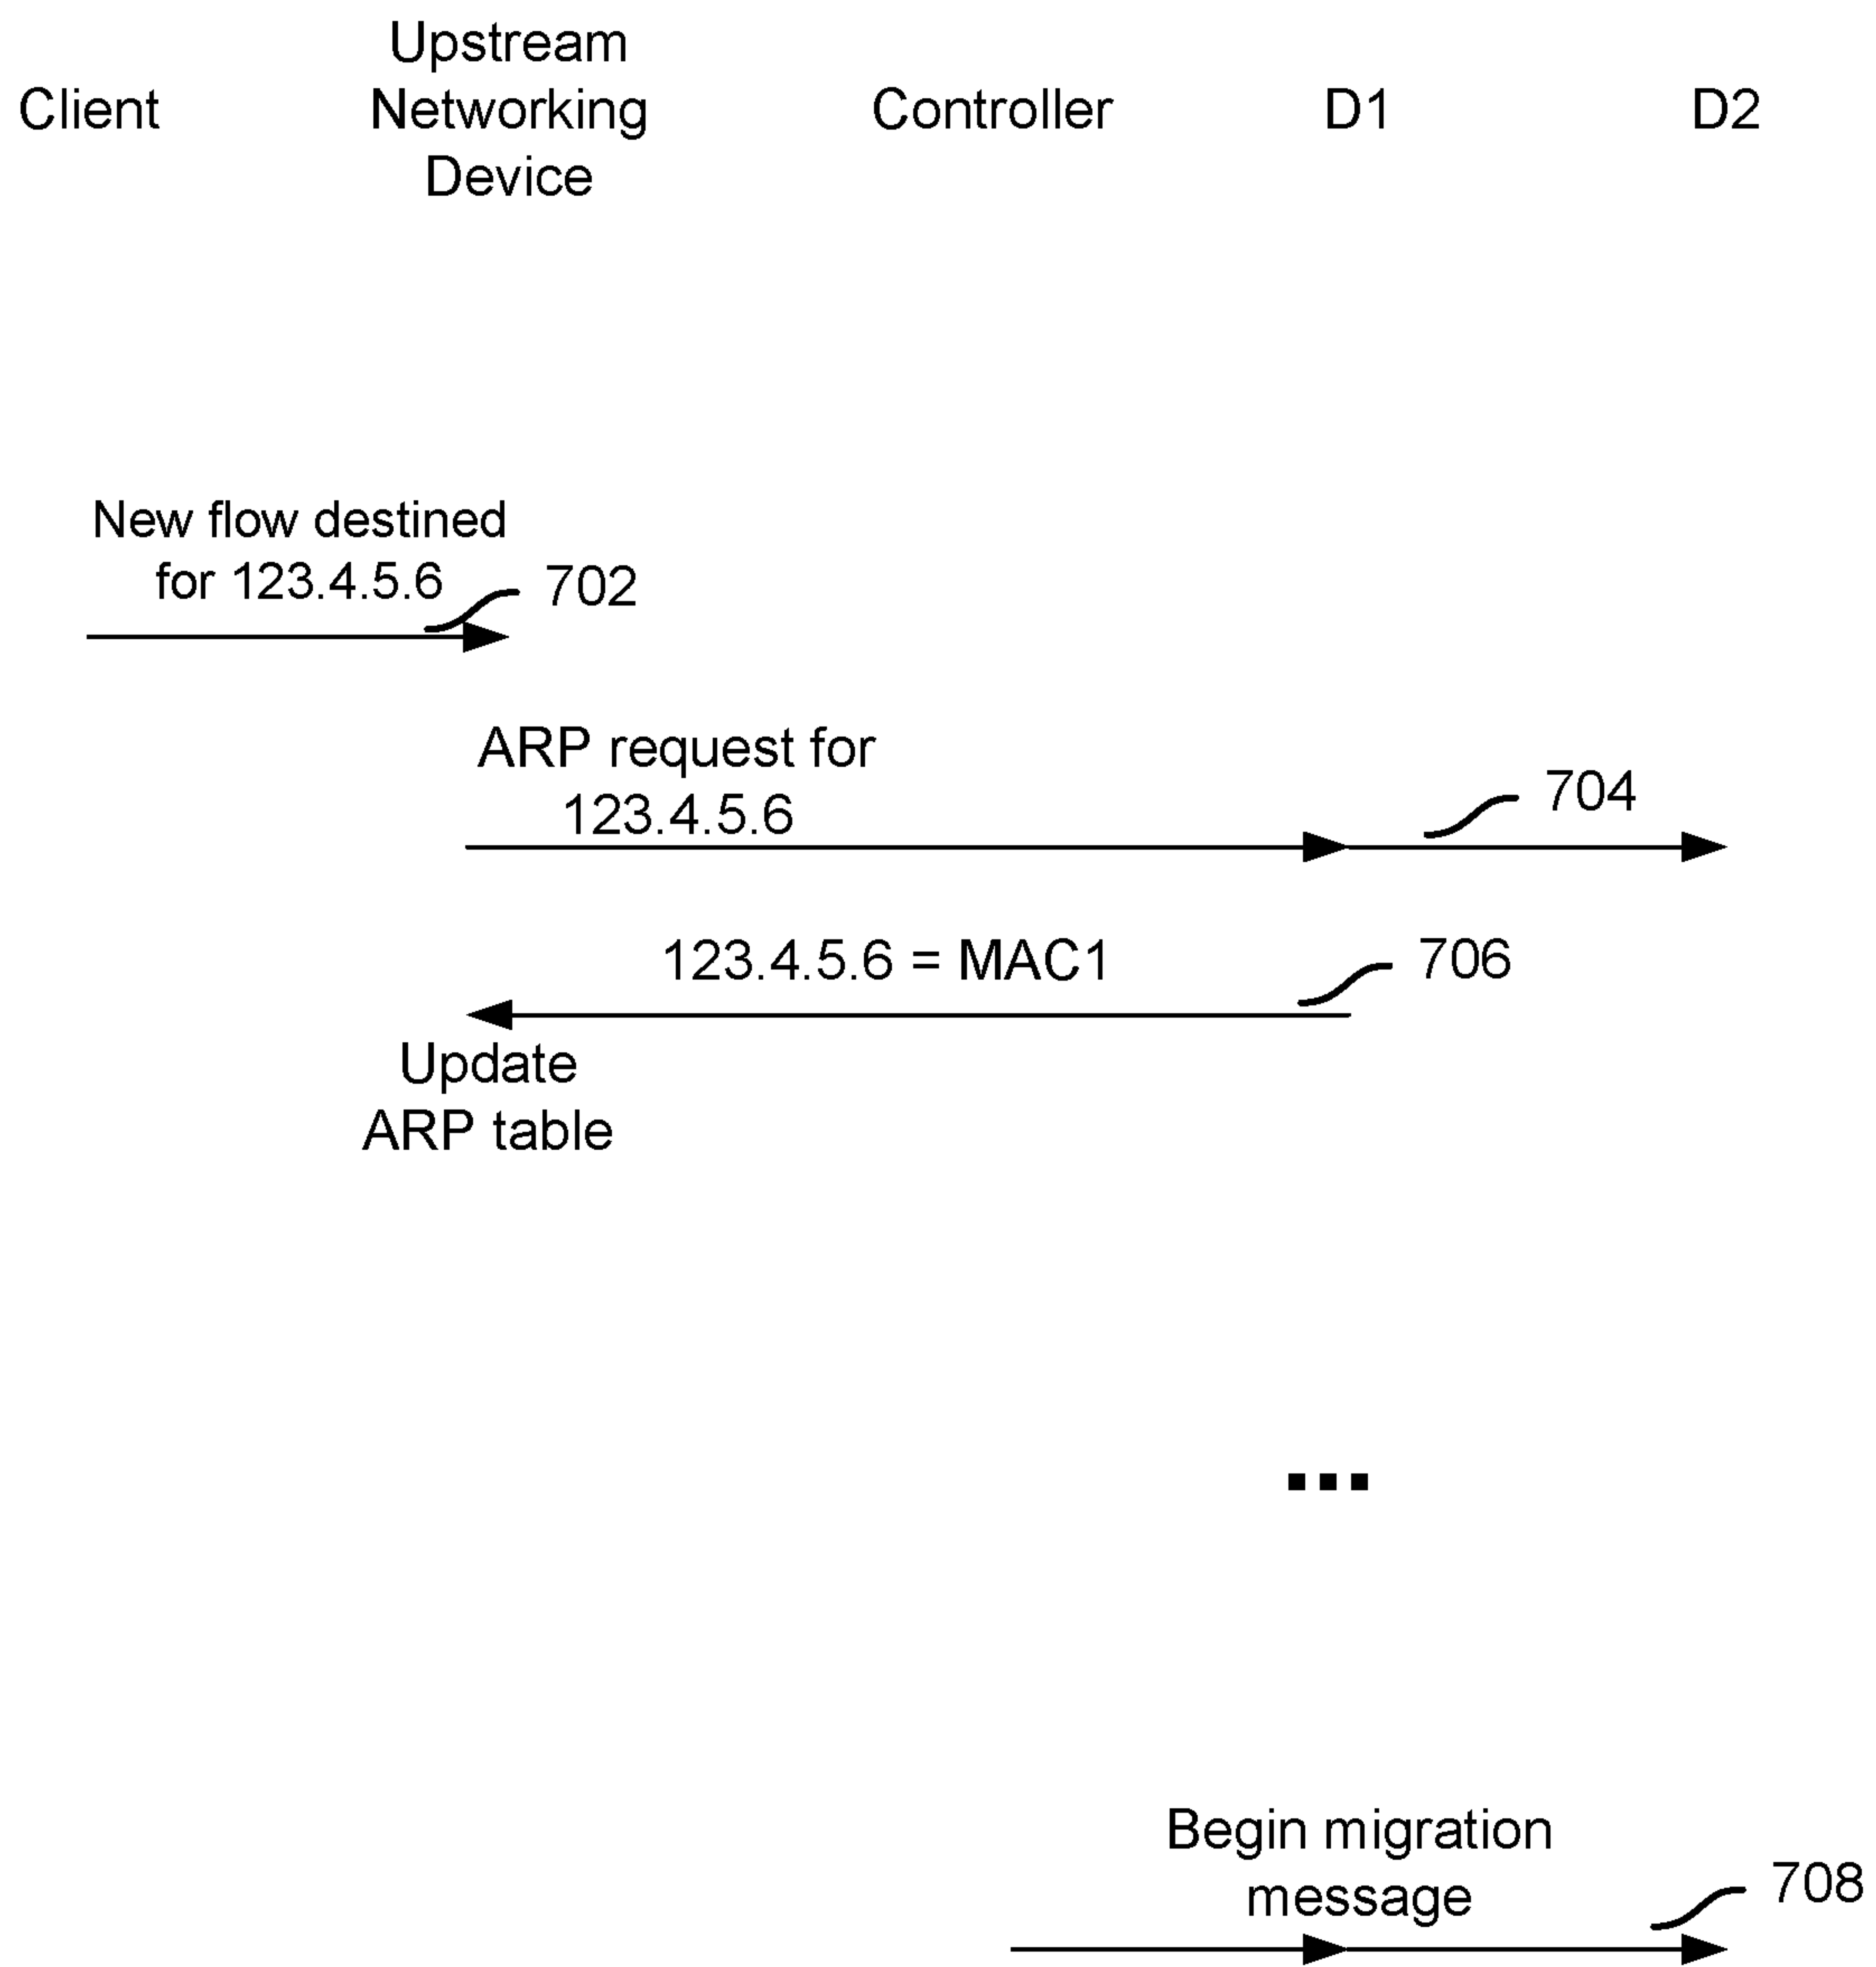 Upstream
Client Networking Controller D1 D2
Device
New flow destined
for 123.4.5.6 702
ARP request for
123.4.5.6 704
123.4.5.6 = MAC1 706
Update
ARP table
...
Begin migration
message 708